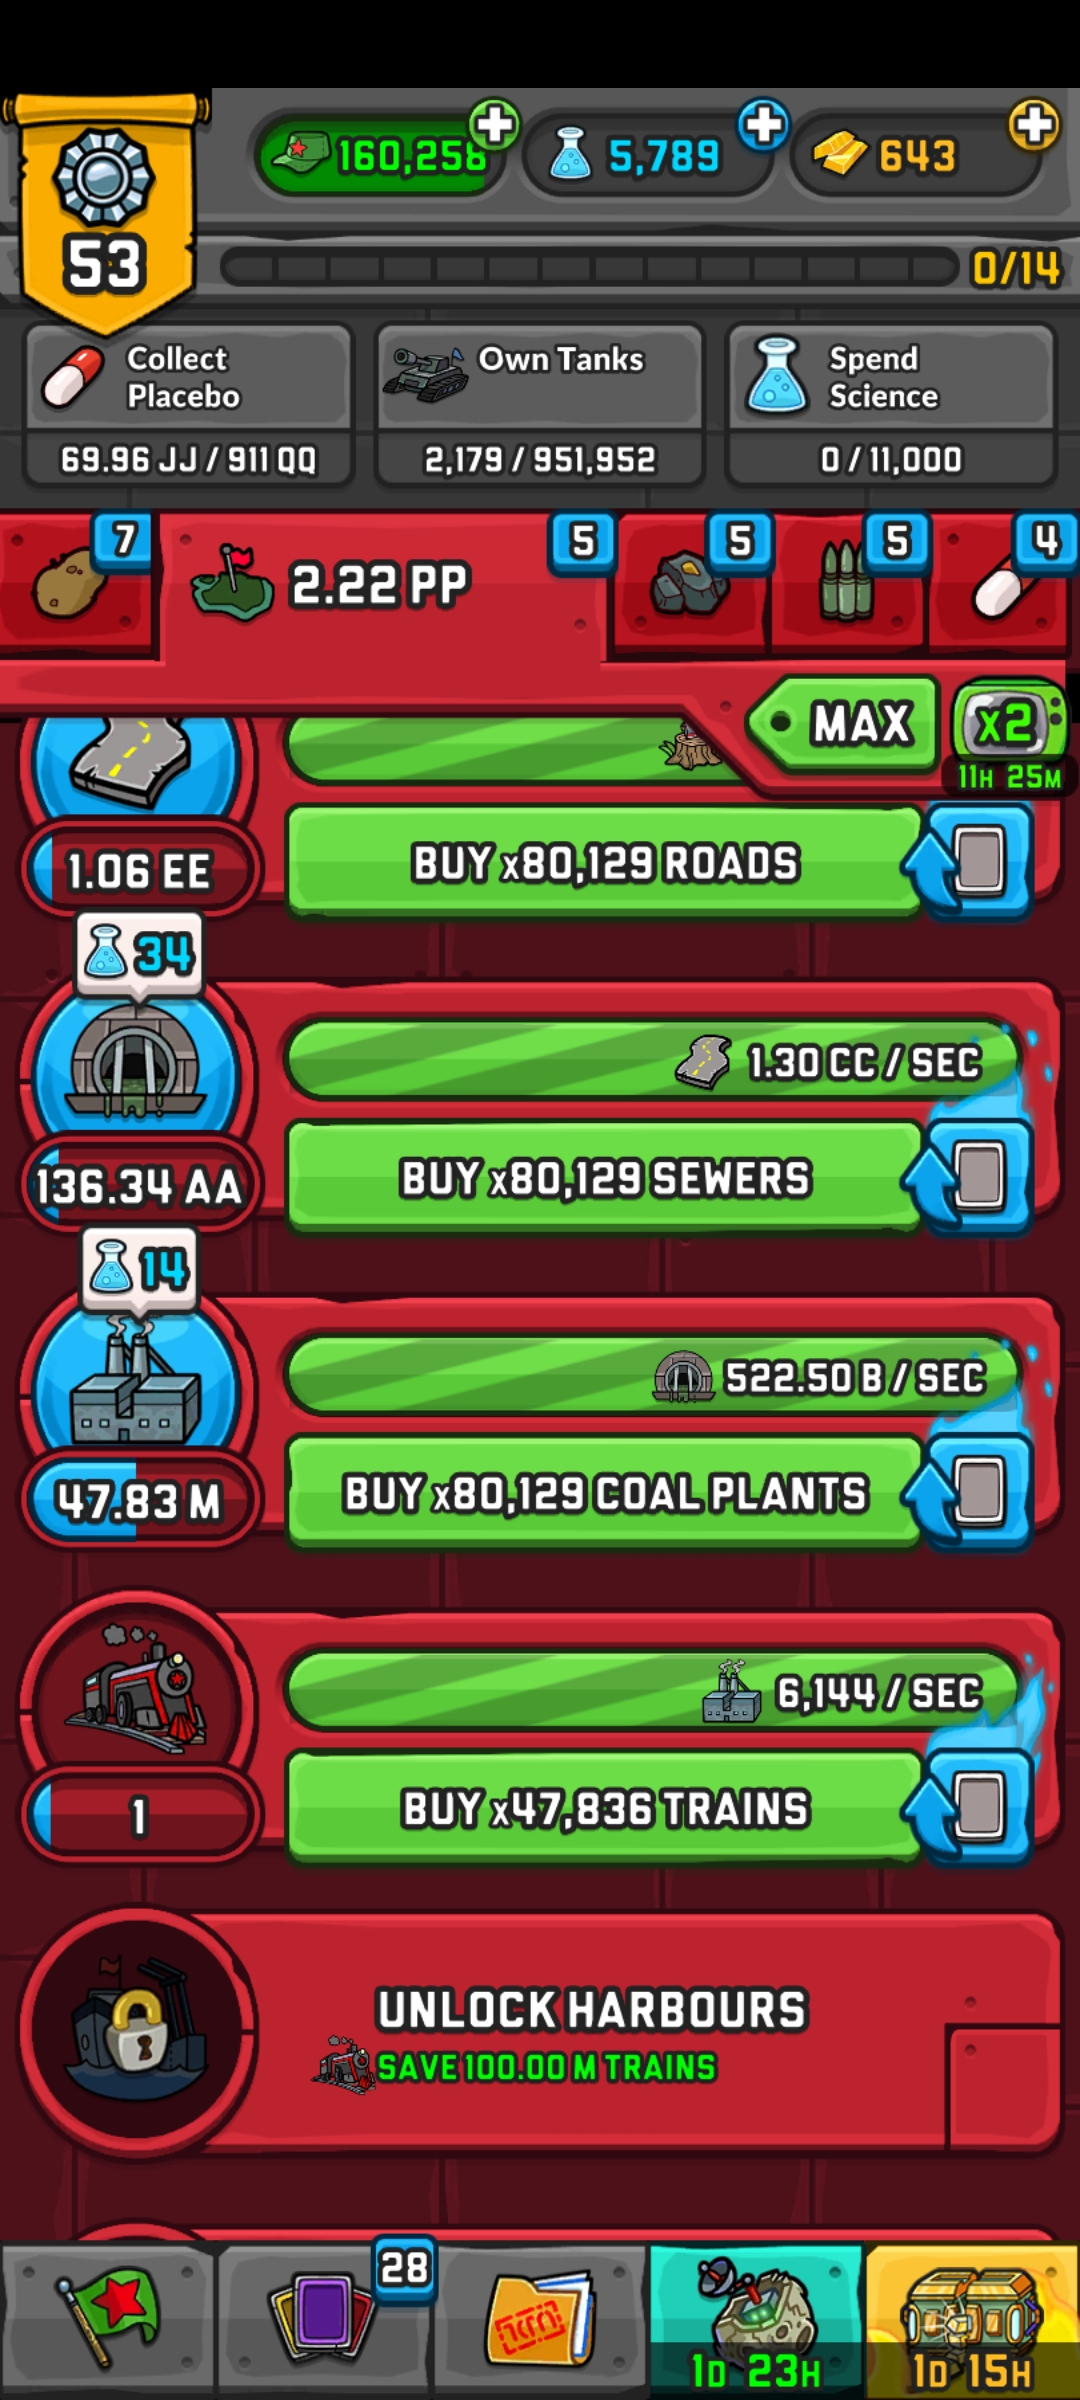 160,258
5,789
643
53
0/14
Collect
Placebo
69.96 JJ / 911 QQ
Own Tanks
2,179 / 951,952
Spend
Science
0 / 11,000
7
2.22 PP
5
5
5
4
MAX
x2
11H 25M
1.06 EE
BUY x80,129 ROADS
34
1.30 CC / SEC
136.34 AA
BUY x80,129 SEWERS
14
522.50 B / SEC
47.83 M
BUY x80,129 COAL PLANTS
6,144 / SEC
1
BUY x47,836 TRAINS
UNLOCK HARBOURS
SAVE 100.00 M TRAINS
28
1D 23H
1D 15H